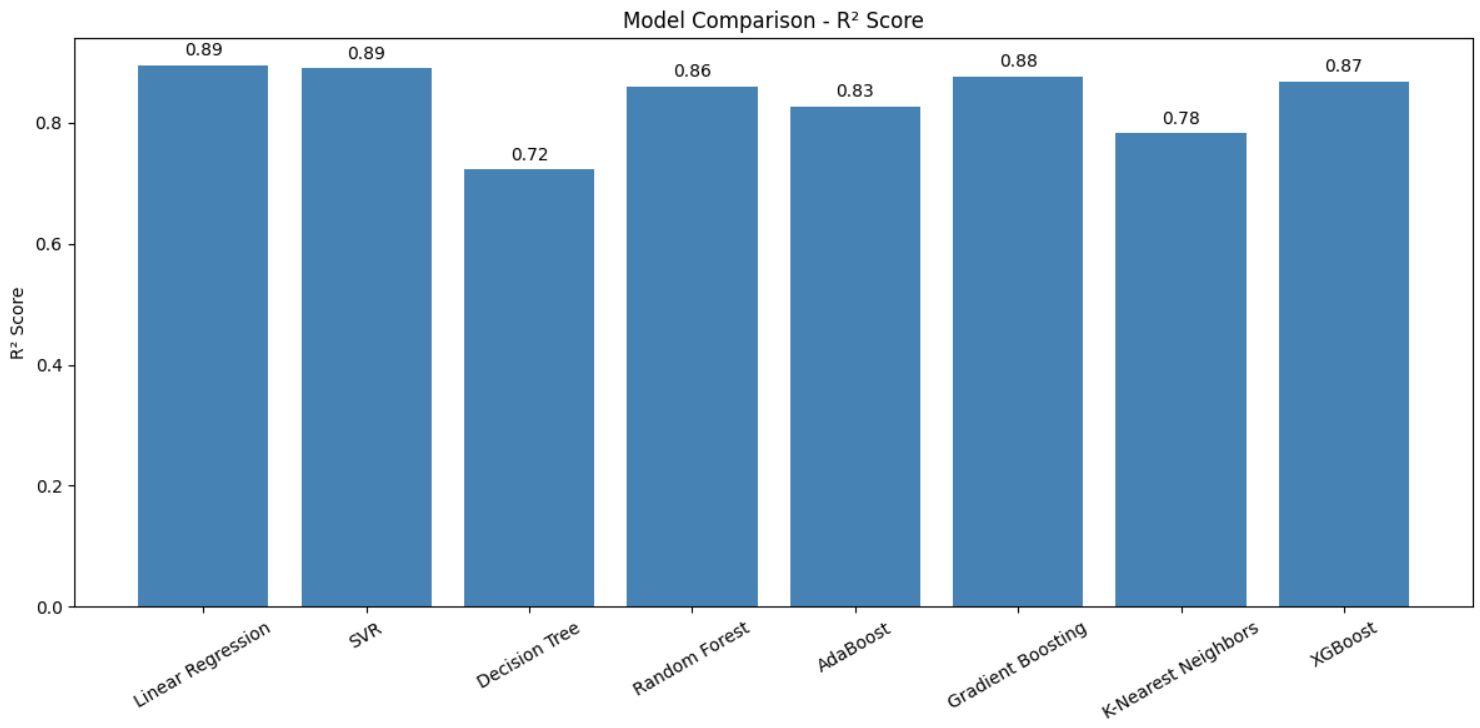 Model Comparison - R² Score
0.89
0.89
0.72
0.86
0.83
0.88
0.78
0.87
R² Score
0.8
0.6
0.4
0.2
0.0
Linear Regression
SVR
Decision Tree
Random Forest
AdaBoost
Gradient Boosting
K-Nearest Neighbors
XGBoost